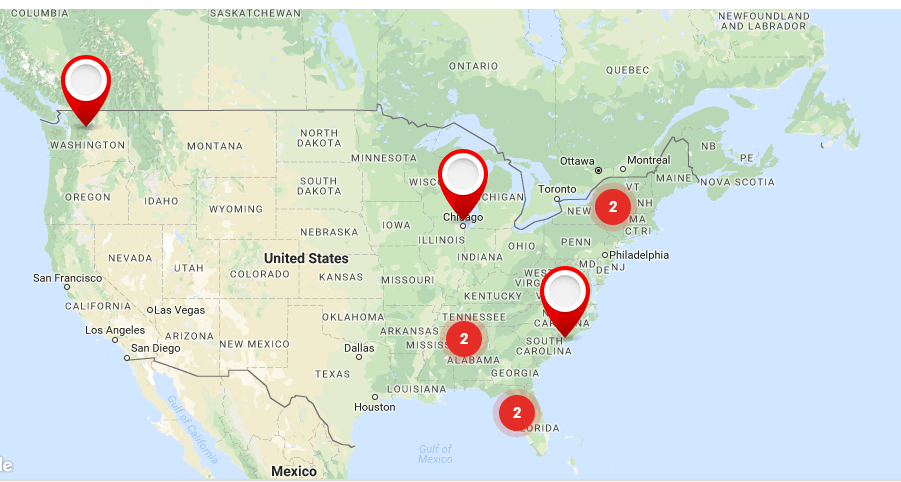 COLUMBIA
SASKATCHEWAN
NEWFOUNDLAND
AND LABRADOR
ONTARIO
QUEBEC
WASHINGTON
MONTANA
NORTH
DAKOTA
MINNESOTA
Ottawa
Montreal
NB
PE
MAINE
NOVA SCOTIA
OREGON
IDAHO
SOUTH
DAKOTA
WISC
CHIGAN
Toronto
VT
NH
WYOMING
NEW
2
MA
CT RI
Chicago
IOWA
NEBRASKA
ILLINOIS
OHIO
PENN
INDIANA
Philadelphia
NEVADA
UTAH
United States
COLORADO
KANSAS
MISSOURI
MD
DE
NJ
WEST
VIRG
San Francisco
KENTUCKY
V
CALIFORNIA
Las Vegas
OKLAHOMA
TENNESSEE
N
CAROLINA
Los Angeles
ARIZONA
NEW MEXICO
ARKANSAS
MISSISS
2
SOUTH
CAROLINA
San Diego
Dallas
ALABAMA
TEXAS
GEORGIA
LOUISIANA
Houston
2
ORIDA
Gulf of California
Gulf of
Mexico
Mexico
le